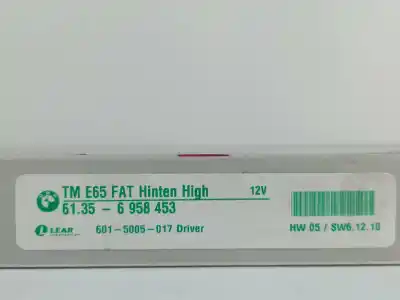 TM E65 FAT Hinten High 12V
61.35 - 6 958 453
LEAR 601-5005-017 Driver
HW 05 / SW6.12.10